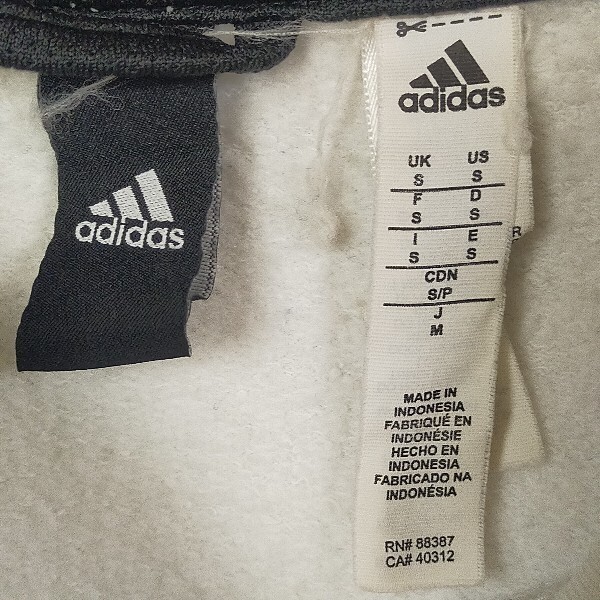 adidas
adidas
UK US
S S
F D
S S
I E
S S
CDN
S/P
J
M
MADE IN
INDONESIA
FABRIQUÉ EN
INDONÉSIE
HECHO EN
INDONESIA
FABRICADO NA
INDONÉSIA
RN# 88387
CA# 40312
R